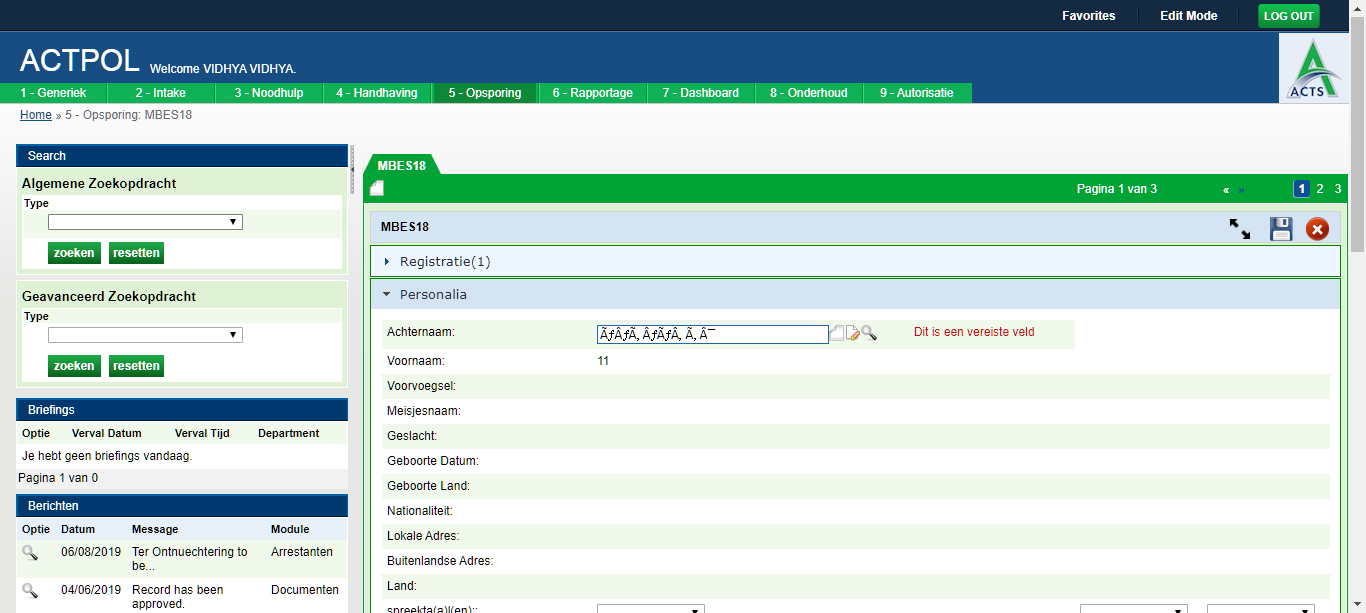 Favorites Edit Mode LOG OUT
ACTPOL Welcome VIDHYA VIDHYA.
ACTS
1 - Generiek 2 - Intake 3 - Noodhulp 4 - Handhaving 5 - Opsporing 6 - Rapportage 7 - Dashboard 8 - Onderhoud 9 - Autorisatie
Home » 5 - Opsporing: MBES18
Search
Algemene Zoekopdracht
Type
zoeken resetten
Geavanceerd Zoekopdracht
Type
zoeken resetten
Briefings
Optie Verval Datum Verval Tijd Department
Je hebt geen briefings vandaag.
Pagina 1 van 0
Berichten
Optie Datum Message Module
06/08/2019 Ter Ontnuechtering to be... Arrestanten
04/06/2019 Record has been approved. Documenten
MBES18
Pagina 1 van 3 « » 1 2 3
MBES18
Registratie(1)
Personalia
Achternaam: ÃƒÂƒÃ‚ÂƒÃƒÂ‚Ã‚Â¯ Dit is een vereiste veld
Voornaam: 11
Voorvoegsel:
Meisjesnaam:
Geslacht:
Geboorte Datum:
Geboorte Land:
Nationaliteit:
Lokale Adres:
Buitenlandse Adres:
Land:
spreekta(a)l(en)::